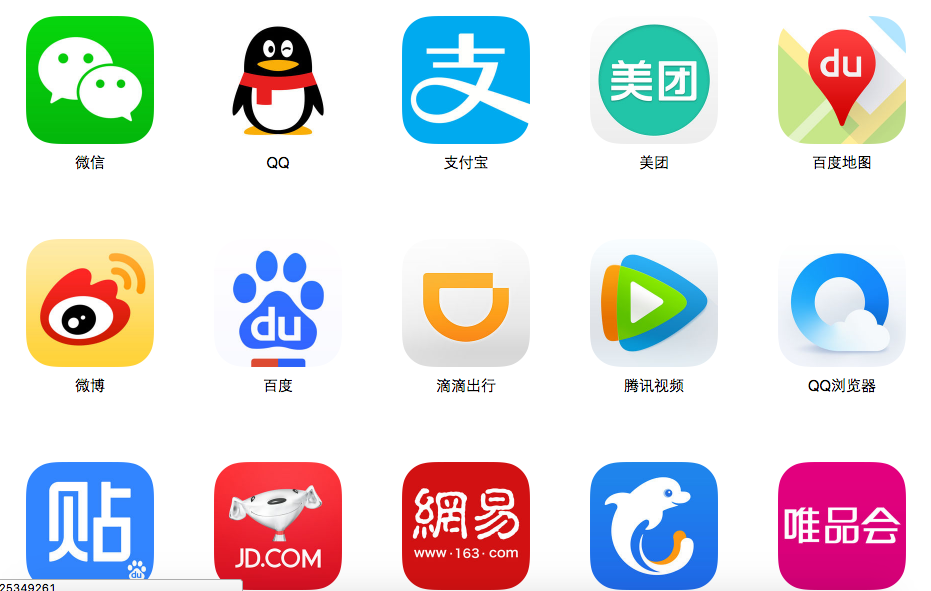 支
美团
du
微信
QQ
支付宝
美团
百度地图
du
微博
百度
滴滴出行
腾讯视频
QQ浏览器
贴
JD.COM
網易
www·163·com
唯品会
du
25349261